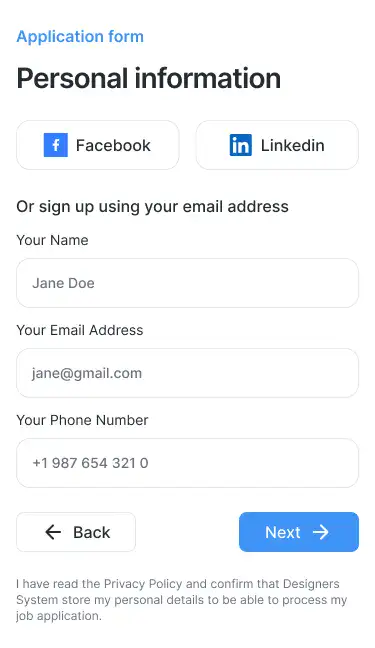 Application form
Personal information
Facebook
Linkedin
Or sign up using your email address
Your Name
Jane Doe
Your Email Address
jane@gmail.com
Your Phone Number
+1 987 654 321 0
Back
Next
I have read the Privacy Policy and confirm that Designers
System store my personal details to be able to process my
job application.